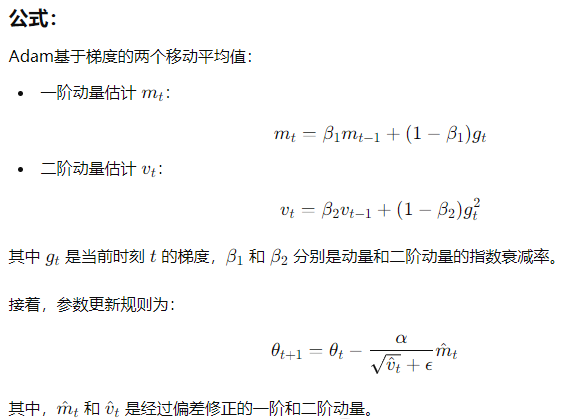 公式：
Adam基于梯度的两个移动平均值：
• 一阶动量估计 $m_t$：
$m_t = \beta_1 m_{t-1} + (1 - \beta_1) g_t$
• 二阶动量估计 $v_t$：
$v_t = \beta_2 v_{t-1} + (1 - \beta_2) g_t^2$
其中 $g_t$ 是当前时刻 $t$ 的梯度，$\beta_1$ 和 $\beta_2$ 分别是动量和二阶动量的指数衰减率。
接着，参数更新规则为：
$\theta_{t+1} = \theta_t - \frac{\alpha}{\sqrt{\hat{v}_t} + \epsilon} \hat{m}_t$
其中，$\hat{m}_t$ 和 $\hat{v}_t$ 是经过偏差修正的一阶和二阶动量。